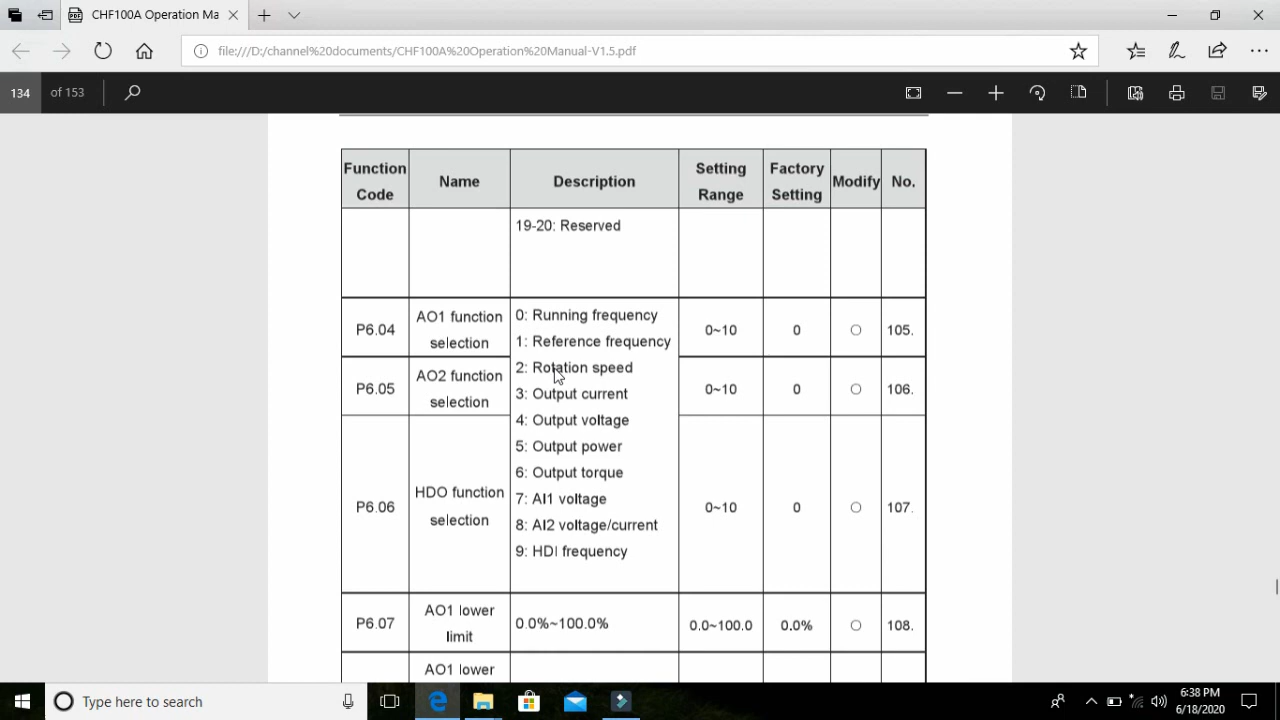 CHF100A Operation Ma
file:///D:/channel%20documents/CHF100A%20Operation%20Manual-V1.5.pdf
134 of 153
Function Code
Name
Description
Setting Range
Factory Setting
Modify
No.
19-20: Reserved
P6.04
AO1 function
selection
0: Running frequency
1: Reference frequency
2: Rotation speed
3: Output current
4: Output voltage
5: Output power
6: Output torque
7: AI1 voltage
8: AI2 voltage/current
9: HDI frequency
0~10
0
105.
P6.05
AO2 function
selection
0~10
0
106.
P6.06
HDO function
selection
0~10
0
107.
P6.07
AO1 lower
limit
0.0%~100.0%
0.0~100.0
0.0%
108.
AO1 lower
Type here to search
6:38 PM
6/18/2020